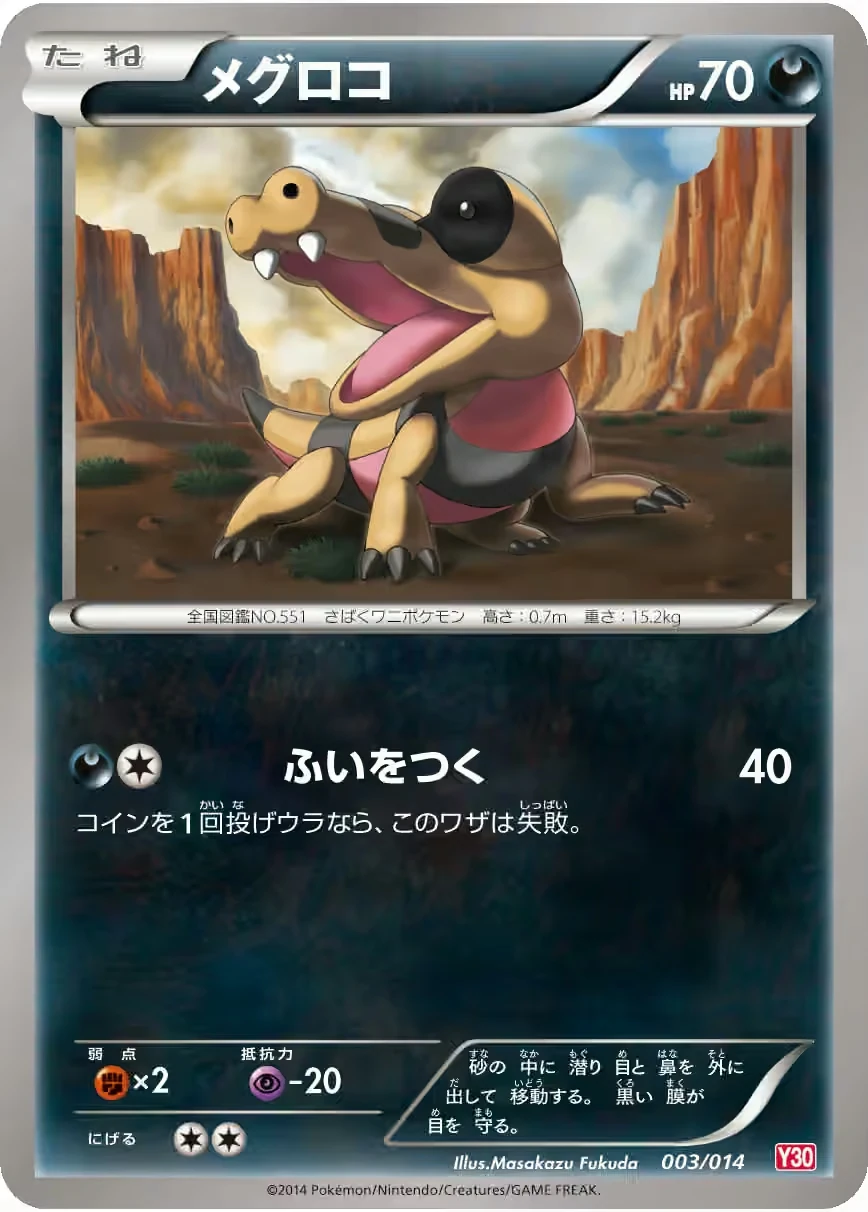 たね メグロコ HP70
全国図鑑NO.551 さばくワニポケモン 高さ:0.7m 重さ:15.2kg
ふいをつく 40
コインを1回投げウラなら、このワザは失敗。
弱点 抵抗力
×2 -20
にげる
砂の 中に 潜り 目と 鼻を 外に
出して 移動する。 黒い 膜が
目を 守る。
Illus.Masakazu Fukuda 003/014 Y30
©2014 Pokémon/Nintendo/Creatures/GAME FREAK.